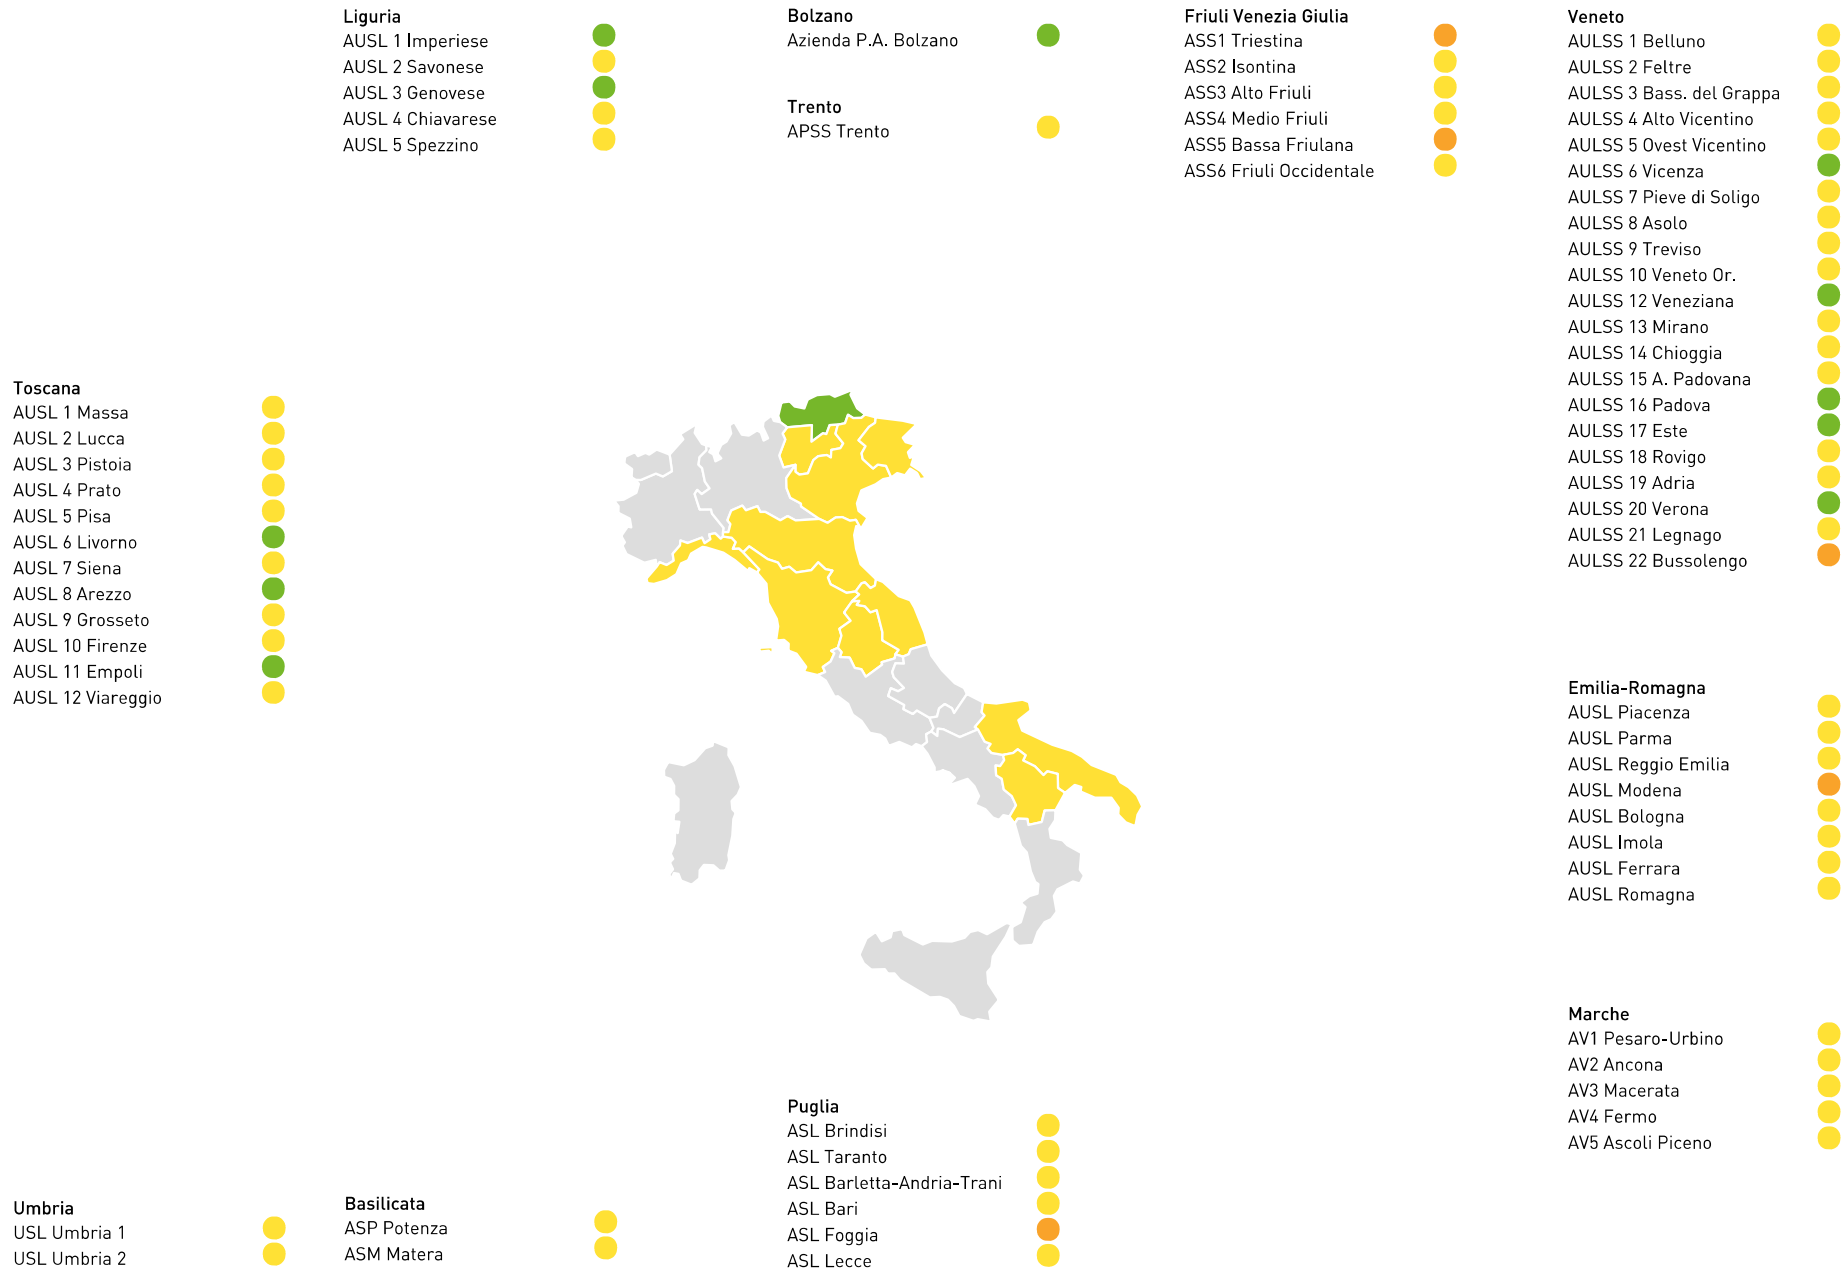 Liguria
AUSL 1 Imperiese
AUSL 2 Savonese
AUSL 3 Genovese
AUSL 4 Chiavarese
AUSL 5 Spezzino
Bolzano
Azienda P.A. Bolzano
Trento
APSS Trento
Friuli Venezia Giulia
ASS1 Triestina
ASS2 Isontina
ASS3 Alto Friuli
ASS4 Medio Friuli
ASS5 Bassa Friulana
ASS6 Friuli Occidentale
Veneto
AULSS 1 Belluno
AULSS 2 Feltre
AULSS 3 Bass. del Grappa
AULSS 4 Alto Vicentino
AULSS 5 Ovest Vicentino
AULSS 6 Vicenza
AULSS 7 Pieve di Soligo
AULSS 8 Asolo
AULSS 9 Treviso
AULSS 10 Veneto Or.
AULSS 12 Veneziana
AULSS 13 Mirano
AULSS 14 Chioggia
AULSS 15 A. Padovana
AULSS 16 Padova
AULSS 17 Este
AULSS 18 Rovigo
AULSS 19 Adria
AULSS 20 Verona
AULSS 21 Legnago
AULSS 22 Bussolengo
Toscana
AUSL 1 Massa
AUSL 2 Lucca
AUSL 3 Pistoia
AUSL 4 Prato
AUSL 5 Pisa
AUSL 6 Livorno
AUSL 7 Siena
AUSL 8 Arezzo
AUSL 9 Grosseto
AUSL 10 Firenze
AUSL 11 Empoli
AUSL 12 Viareggio
Emilia-Romagna
AUSL Piacenza
AUSL Parma
AUSL Reggio Emilia
AUSL Modena
AUSL Bologna
AUSL Imola
AUSL Ferrara
AUSL Romagna
Marche
AV1 Pesaro-Urbino
AV2 Ancona
AV3 Macerata
AV4 Fermo
AV5 Ascoli Piceno
Umbria
USL Umbria 1
USL Umbria 2
Basilicata
ASP Potenza
ASM Matera
Puglia
ASL Brindisi
ASL Taranto
ASL Barletta-Andria-Trani
ASL Bari
ASL Foggia
ASL Lecce